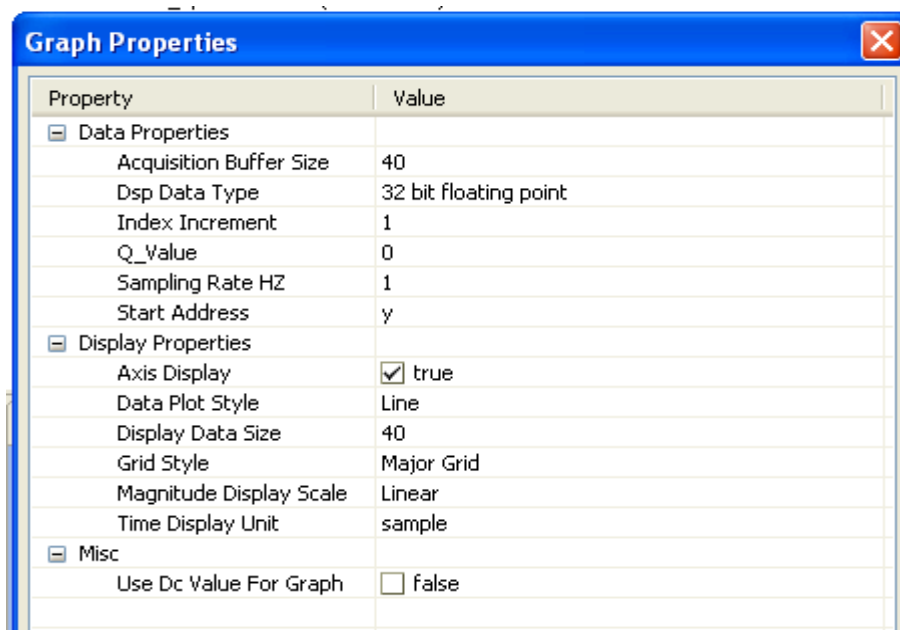 Graph Properties
Property Value
Data Properties
Acquisition Buffer Size 40
Dsp Data Type 32 bit floating point
Index Increment 1
Q_Value 0
Sampling Rate HZ 1
Start Address y
Display Properties
Axis Display true
Data Plot Style Line
Display Data Size 40
Grid Style Major Grid
Magnitude Display Scale Linear
Time Display Unit sample
Misc
Use Dc Value For Graph false